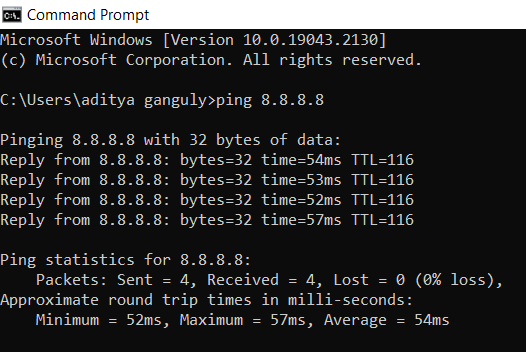 Command Prompt
Microsoft Windows [Version 10.0.19043.2130]
(c) Microsoft Corporation. All rights reserved.
C:\Users\aditya ganguly>ping 8.8.8.8
Pinging 8.8.8.8 with 32 bytes of data:
Reply from 8.8.8.8: bytes=32 time=54ms TTL=116
Reply from 8.8.8.8: bytes=32 time=53ms TTL=116
Reply from 8.8.8.8: bytes=32 time=52ms TTL=116
Reply from 8.8.8.8: bytes=32 time=57ms TTL=116
Ping statistics for 8.8.8.8:
    Packets: Sent = 4, Received = 4, Lost = 0 (0% loss),
Approximate round trip times in milli-seconds:
    Minimum = 52ms, Maximum = 57ms, Average = 54ms